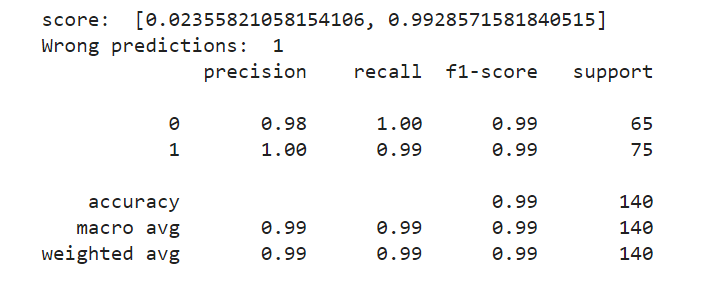 score:  [0.02355821058154106, 0.9928571581840515]
Wrong predictions:  1
              precision    recall  f1-score   support

           0       0.98      1.00      0.99        65
           1       1.00      0.99      0.99        75

    accuracy                           0.99       140
   macro avg       0.99      0.99      0.99       140
weighted avg       0.99      0.99      0.99       140